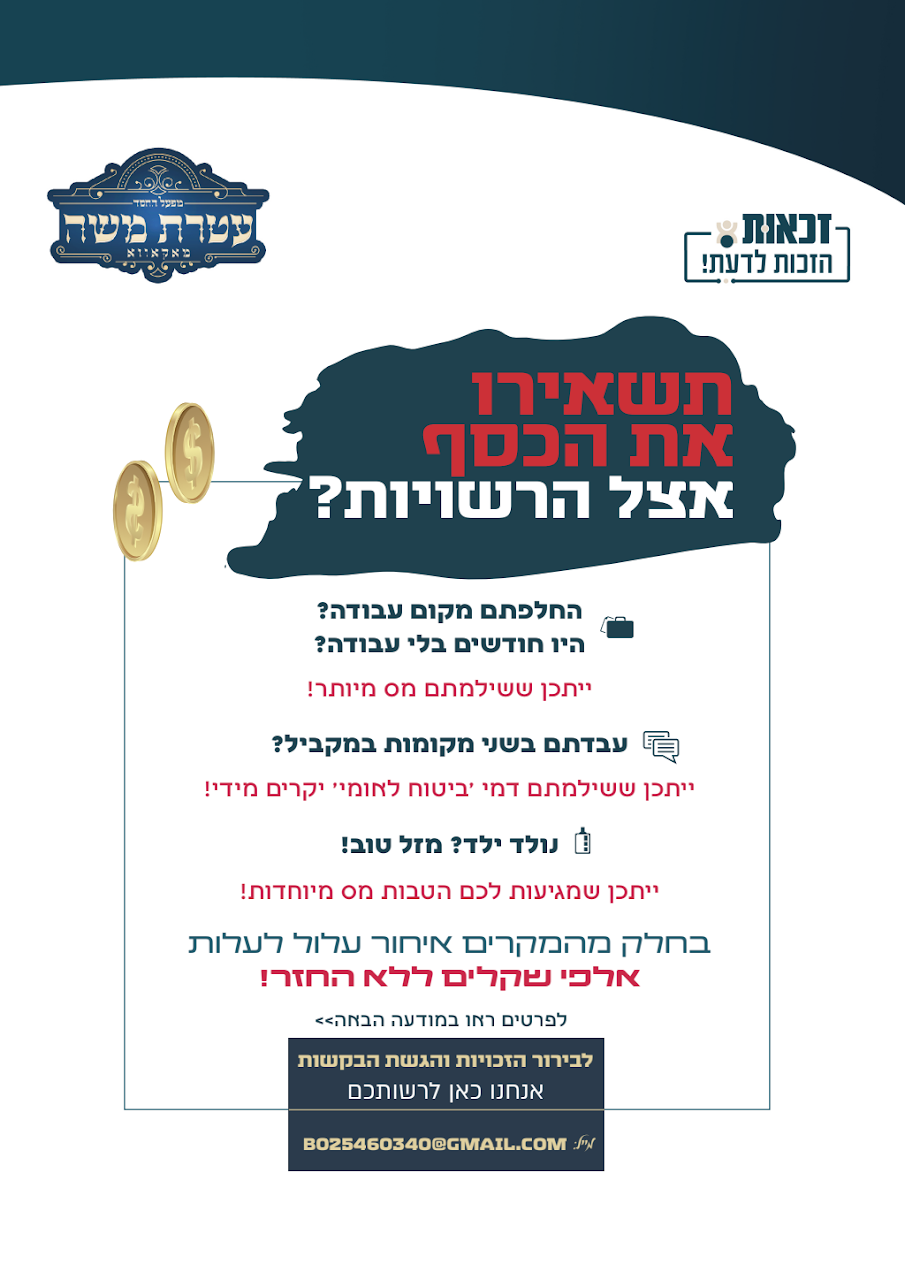 מפעל החסד
עטרת משה
מאקאווא
זכאות
הזכות לדעת!
תשאירו
את הכסף
אצל הרשויות?
החלפתם מקום עבודה?
היו חודשים בלי עבודה?
ייתכן ששילמתם מס מיותר!
עבדתם בשני מקומות במקביל?
ייתכן ששילמתם דמי 'ביטוח לאומי' יקרים מידי!
נולד ילד? מזל טוב!
ייתכן שמגיעות לכם הטבות מס מיוחדות!
בחלק מהמקרים איחור עלול לעלות
אלפי שקלים ללא החזר!
לפרטים ראו במודעה הבאה>>
לבירור הזכויות והגשת הבקשות
אנחנו כאן לרשותכם
מייל: B025460340@GMAIL.COM